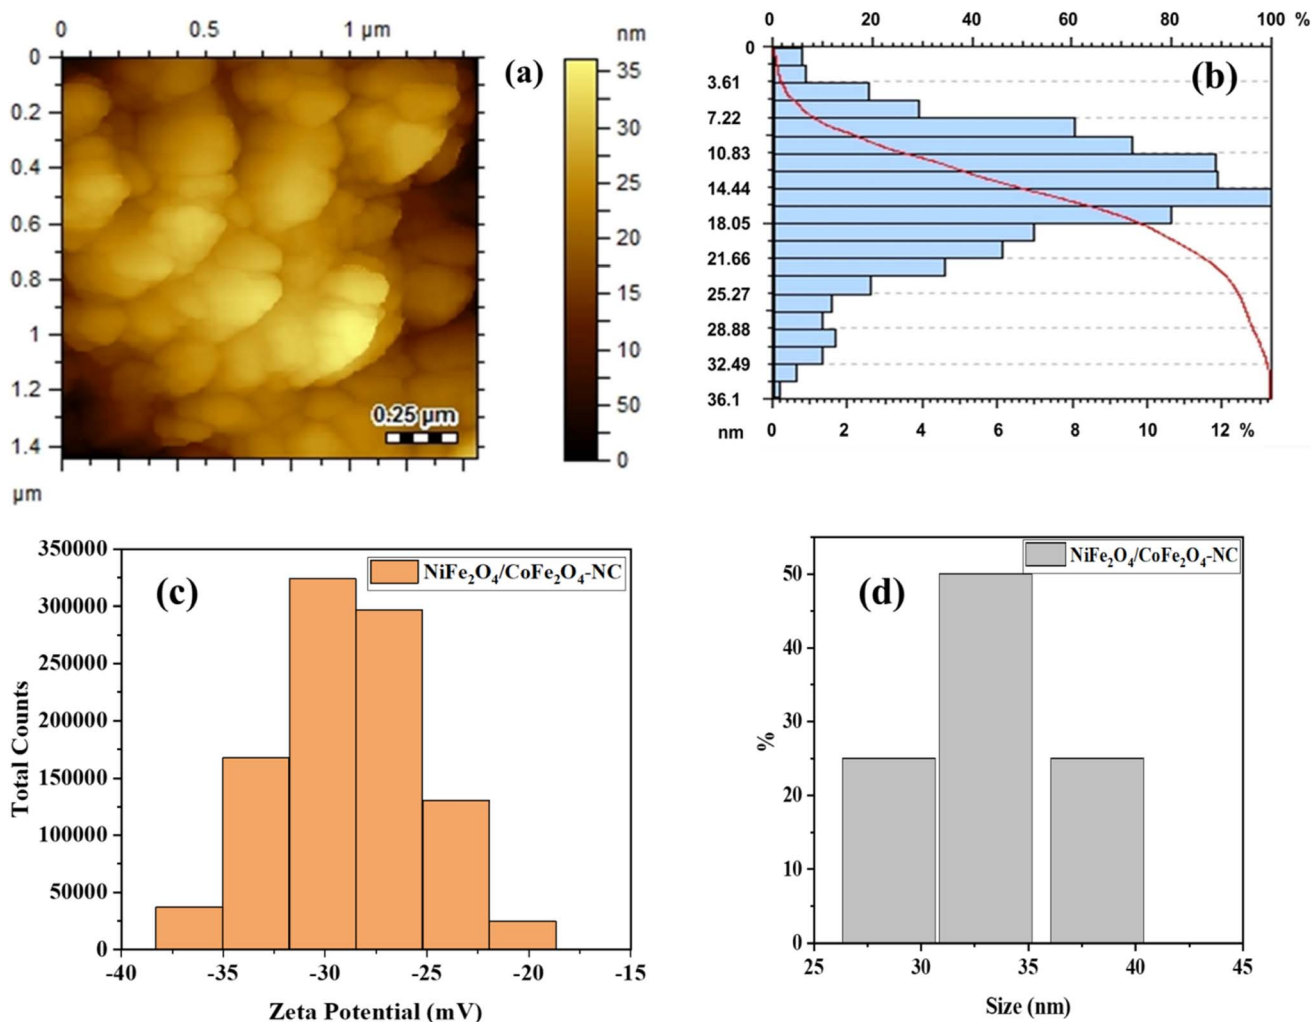 0 0.5 1 µm
nm
(a)
0
0.2
0.4
0.6
0.8
1
1.2
1.4
µm
0.25 µm
35
30
25
20
15
10
50
0
0 20 40 60 80 100 %
(b)
0
3.61
7.22
10.83
14.44
18.05
21.66
25.27
28.88
32.49
36.1
nm 0 2 4 6 8 10 12 %
(c)
NiFe₂O₄/CoFe₂O₄-NC
Total Counts
350000
300000
250000
200000
150000
100000
50000
0
-40 -35 -30 -25 -20 -15
Zeta Potential (mV)
(d)
NiFe₂O₄/CoFe₂O₄-NC
%
50
40
30
20
10
0
25 30 35 40 45
Size (nm)